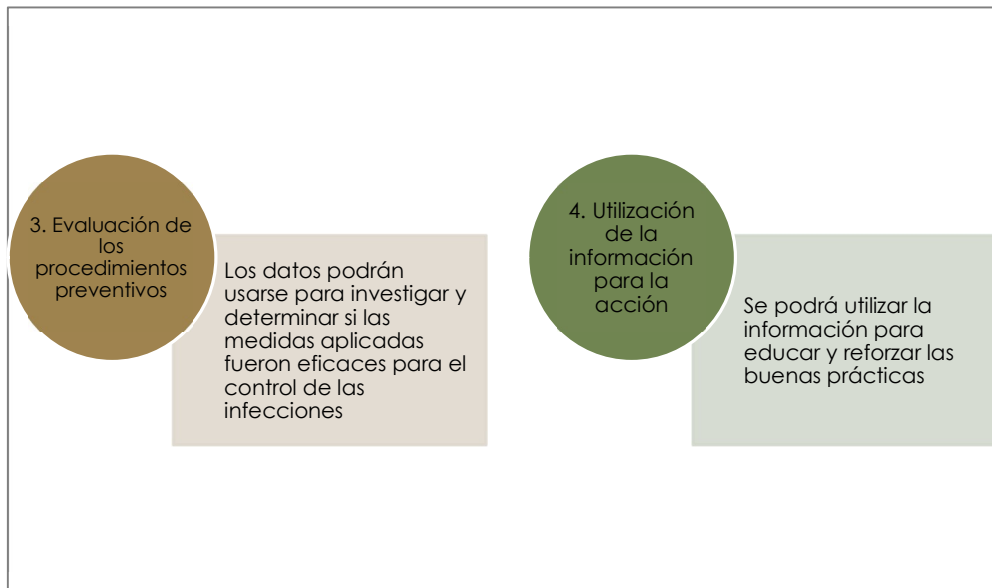 3. Evaluación de
los
procedimientos
preventivos
Los datos podrán
usarse para investigar y
determinar si las
medidas aplicadas
fueron eficaces para el
control de las
infecciones
4. Utilización
de la
información
para la
acción
Se podrá utilizar la
información para
educar y reforzar las
buenas prácticas